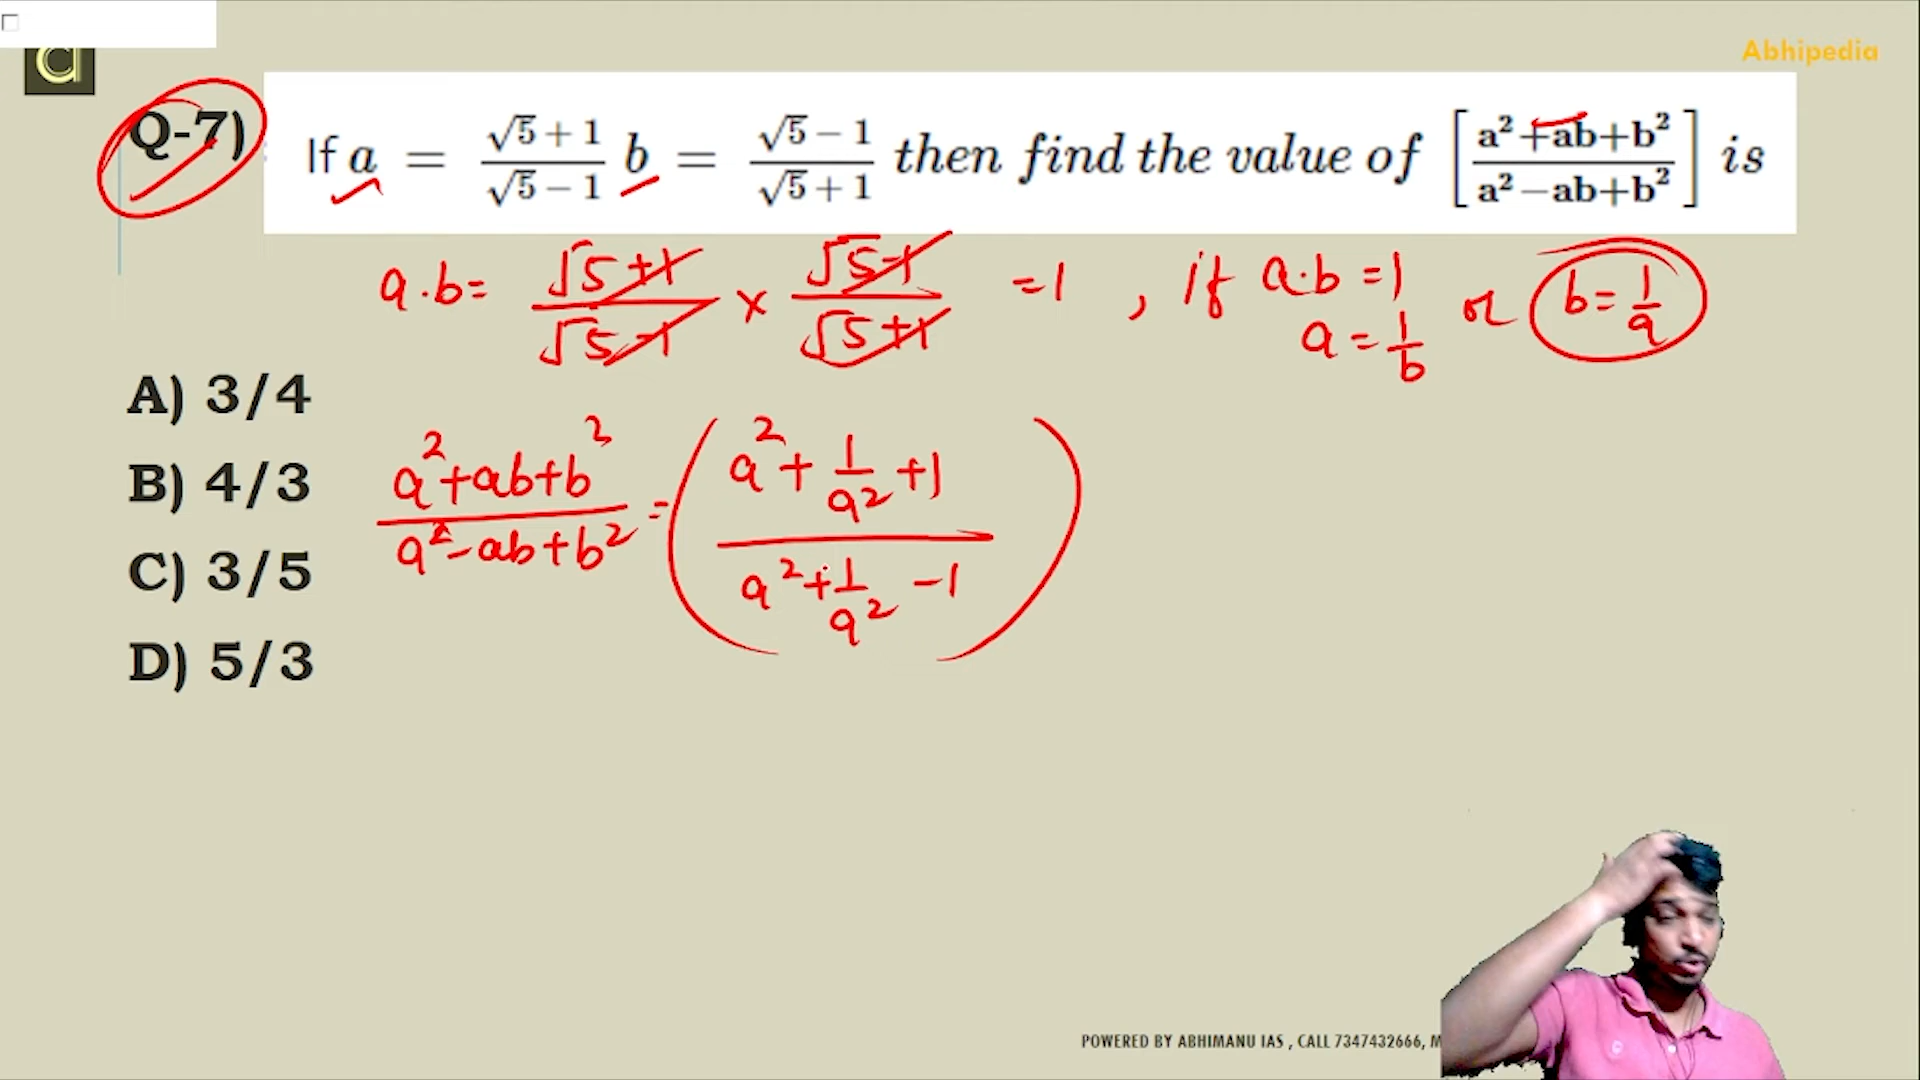 a
Abhipedia
Q-7)
If a = (√5 + 1)/(√5 − 1) b = (√5 − 1)/(√5 + 1) then find the value of [(a² + ab + b²)/(a² − ab + b²)] is
a.b = (√5+1)/(√5-1) × (√5-1)/(√5+1) = 1 , if a.b = 1
a = 1/b or b = 1/a
A) 3/4
B) 4/3
C) 3/5
D) 5/3
(a²+ab+b²)/(a²-ab+b²) = ((a² + 1/a² + 1)/(a² + 1/a² - 1))
POWERED BY ABHIMANU IAS , CALL 7347432666, M